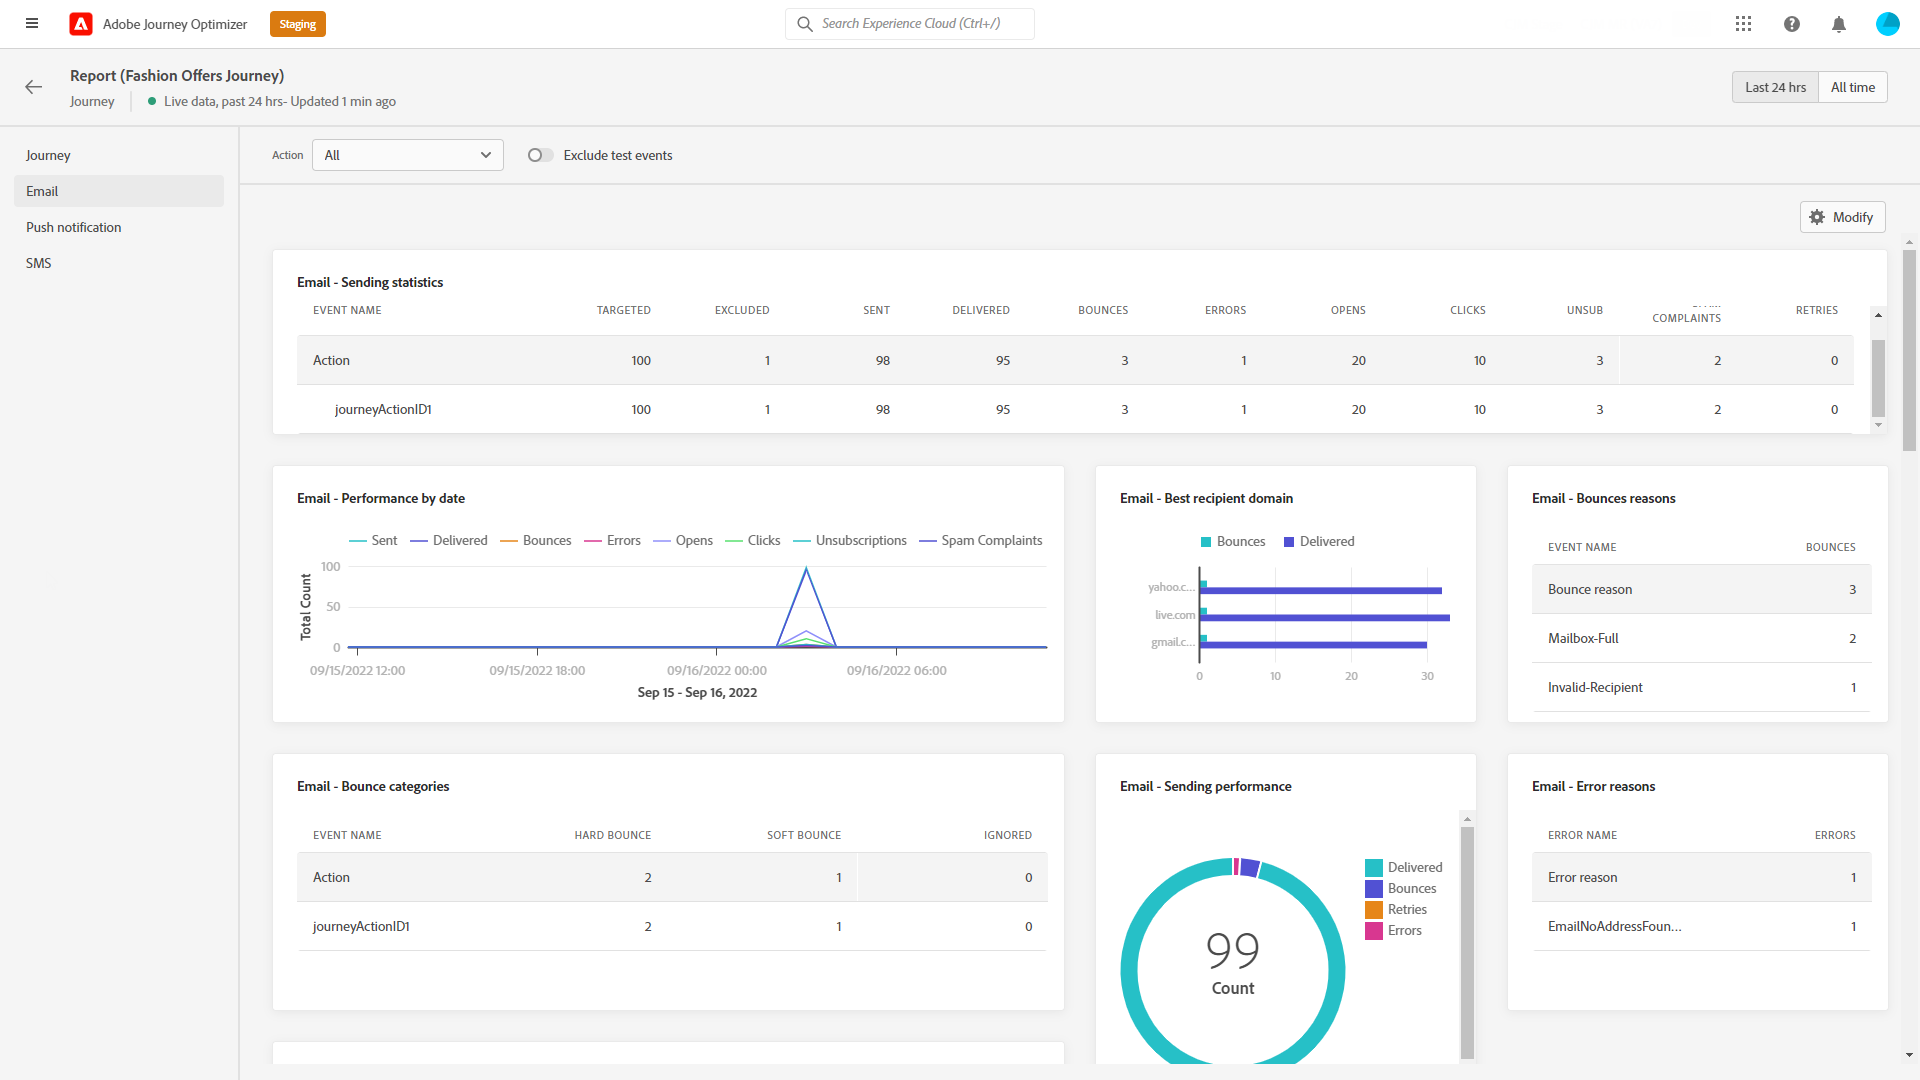 Adobe Journey Optimizer
Staging
Search Experience Cloud (Ctrl+/)
Report (Fashion Offers Journey)
Journey
Live data, past 24 hrs- Updated 1 min ago
Last 24 hrs
All time
Journey
Email
Push notification
SMS
Action
All
Exclude test events
Modify
Email - Sending statistics
EVENT NAME TARGETED EXCLUDED SENT DELIVERED BOUNCES ERRORS OPENS CLICKS UNSUB COMPLAINTS RETRIES
Action 100 1 98 95 3 1 20 10 3 2 0
journeyActionID1 100 1 98 95 3 1 20 10 3 2 0
Email - Performance by date
Sent Delivered Bounces Errors Opens Clicks Unsubscriptions Spam Complaints
Total Count
100
50
0
09/15/2022 12:00 09/15/2022 18:00 09/16/2022 00:00 09/16/2022 06:00
Sep 15 - Sep 16, 2022
Email - Best recipient domain
Bounces Delivered
yahoo.c...
live.com
gmail.c...
0 10 20 30
Email - Bounces reasons
EVENT NAME BOUNCES
Bounce reason 3
Mailbox-Full 2
Invalid-Recipient 1
Email - Bounce categories
EVENT NAME HARD BOUNCE SOFT BOUNCE IGNORED
Action 2 1 0
journeyActionID1 2 1 0
Email - Sending performance
99
Count
Delivered
Bounces
Retries
Errors
Email - Error reasons
ERROR NAME ERRORS
Error reason 1
EmailNoAddressFoun... 1